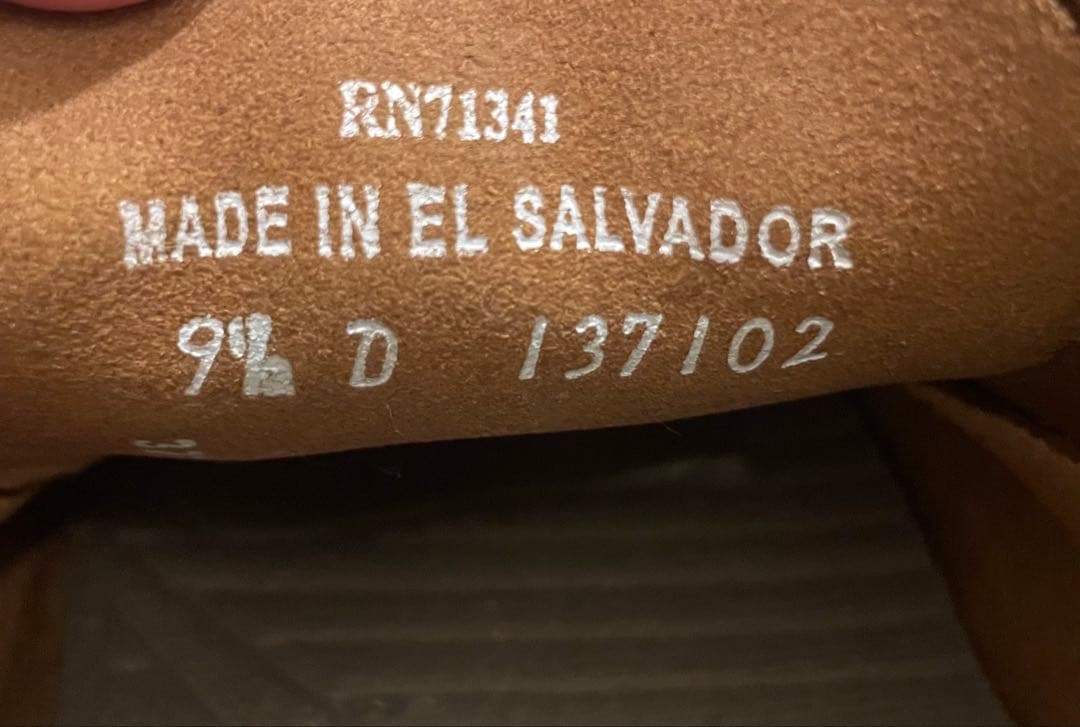 RN71341
MADE IN EL SALVADOR
9½ D 137102